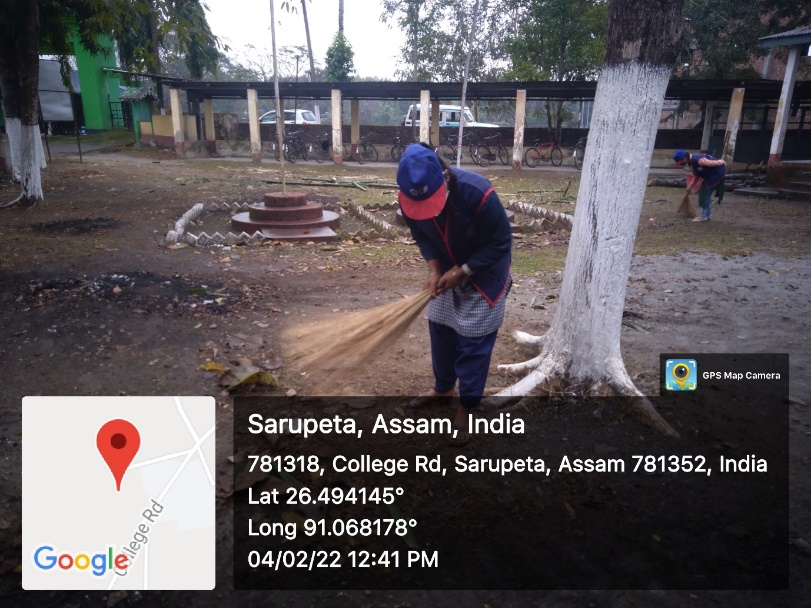 GPS Map Camera
Sarupeta, Assam, India
781318, College Rd, Sarupeta, Assam 781352, India
Lat 26.494145°
Long 91.068178°
04/02/22 12:41 PM
College Rd
Google